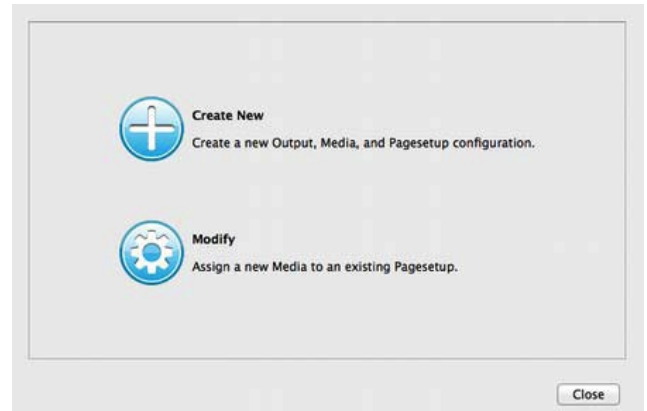 Create New
Create a new Output, Media, and Pagesetup configuration.
Modify
Assign a new Media to an existing Pagesetup.
Close